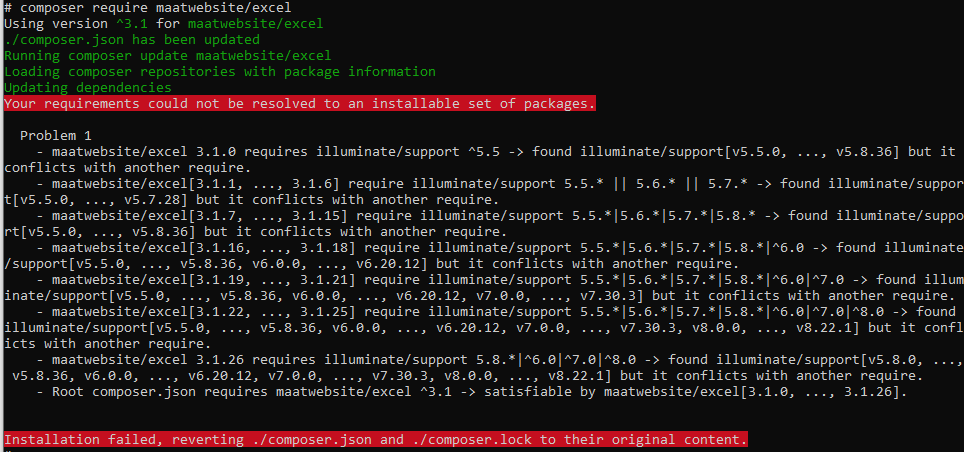 # composer require maatwebsite/excel
Using version ^3.1 for maatwebsite/excel
./composer.json has been updated
Running composer update maatwebsite/excel
Loading composer repositories with package information
Updating dependencies
Your requirements could not be resolved to an installable set of packages.
Problem 1
- maatwebsite/excel 3.1.0 requires illuminate/support ^5.5 -> found illuminate/support[v5.5.0, ..., v5.8.36] but it
conflicts with another require.
- maatwebsite/excel[3.1.1, ..., 3.1.6] require illuminate/support 5.5.* || 5.6.* || 5.7.* -> found illuminate/suppor
t[v5.5.0, ..., v5.7.28] but it conflicts with another require.
- maatwebsite/excel[3.1.7, ..., 3.1.15] require illuminate/support 5.5.*|5.6.*|5.7.*|5.8.* -> found illuminate/suppo
rt[v5.5.0, ..., v5.8.36] but it conflicts with another require.
- maatwebsite/excel[3.1.16, ..., 3.1.18] require illuminate/support 5.5.*|5.6.*|5.7.*|5.8.*|^6.0 -> found illuminate
/support[v5.5.0, ..., v5.8.36, v6.0.0, ..., v6.20.12] but it conflicts with another require.
- maatwebsite/excel[3.1.19, ..., 3.1.21] require illuminate/support 5.5.*|5.6.*|5.7.*|5.8.*|^6.0|^7.0 -> found illum
inate/support[v5.5.0, ..., v5.8.36, v6.0.0, ..., v6.20.12, v7.0.0, ..., v7.30.3] but it conflicts with another require.
- maatwebsite/excel[3.1.22, ..., 3.1.25] require illuminate/support 5.5.*|5.6.*|5.7.*|5.8.*|^6.0|^7.0|^8.0 -> found
illuminate/support[v5.5.0, ..., v5.8.36, v6.0.0, ..., v6.20.12, v7.0.0, ..., v7.30.3, v8.0.0, ..., v8.22.1] but it confl
icts with another require.
- maatwebsite/excel 3.1.26 requires illuminate/support 5.8.*|^6.0|^7.0|^8.0 -> found illuminate/support[v5.8.0, ...,
v5.8.36, v6.0.0, ..., v6.20.12, v7.0.0, ..., v7.30.3, v8.0.0, ..., v8.22.1] but it conflicts with another require.
- Root composer.json requires maatwebsite/excel ^3.1 -> satisfiable by maatwebsite/excel[3.1.0, ..., 3.1.26].
Installation failed, reverting ./composer.json and ./composer.lock to their original content.